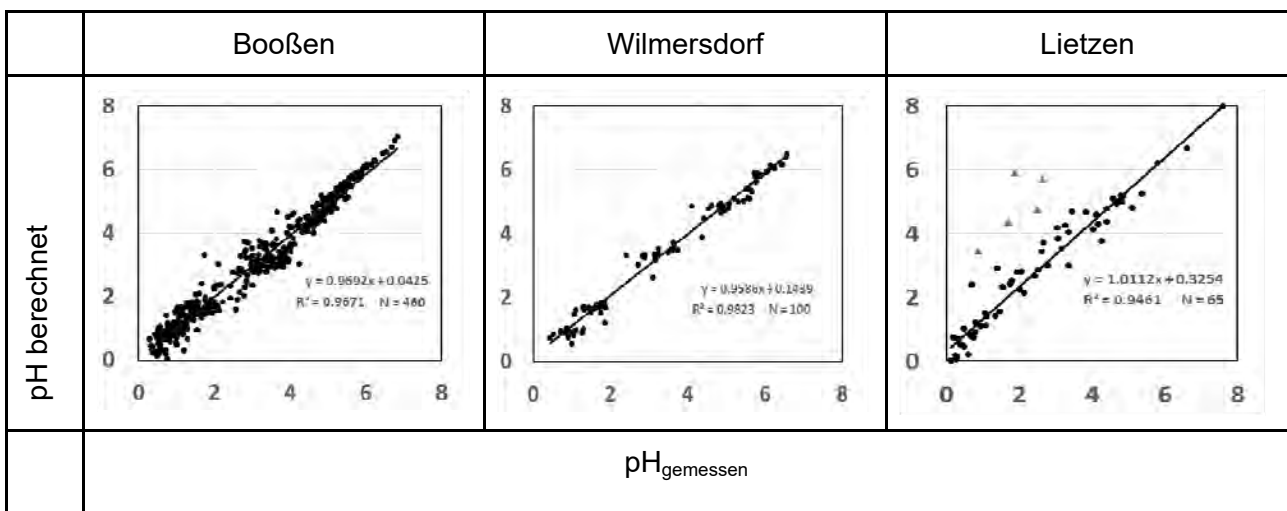 Booßen Wilmersdorf Lietzen
pH berechnet
8
6
4
2
0
y = 0.9692x + 0.0425
R² = 0.9671 N = 460
0 2 4 6 8
8
6
4
2
0
R² = 0.9823 N = 100
0 2 4 6 8
8
6
4
2
0
y = 1.0112x + 0.3254
R² = 0.9461 N = 65
0 2 4 6 8
pHgemessen